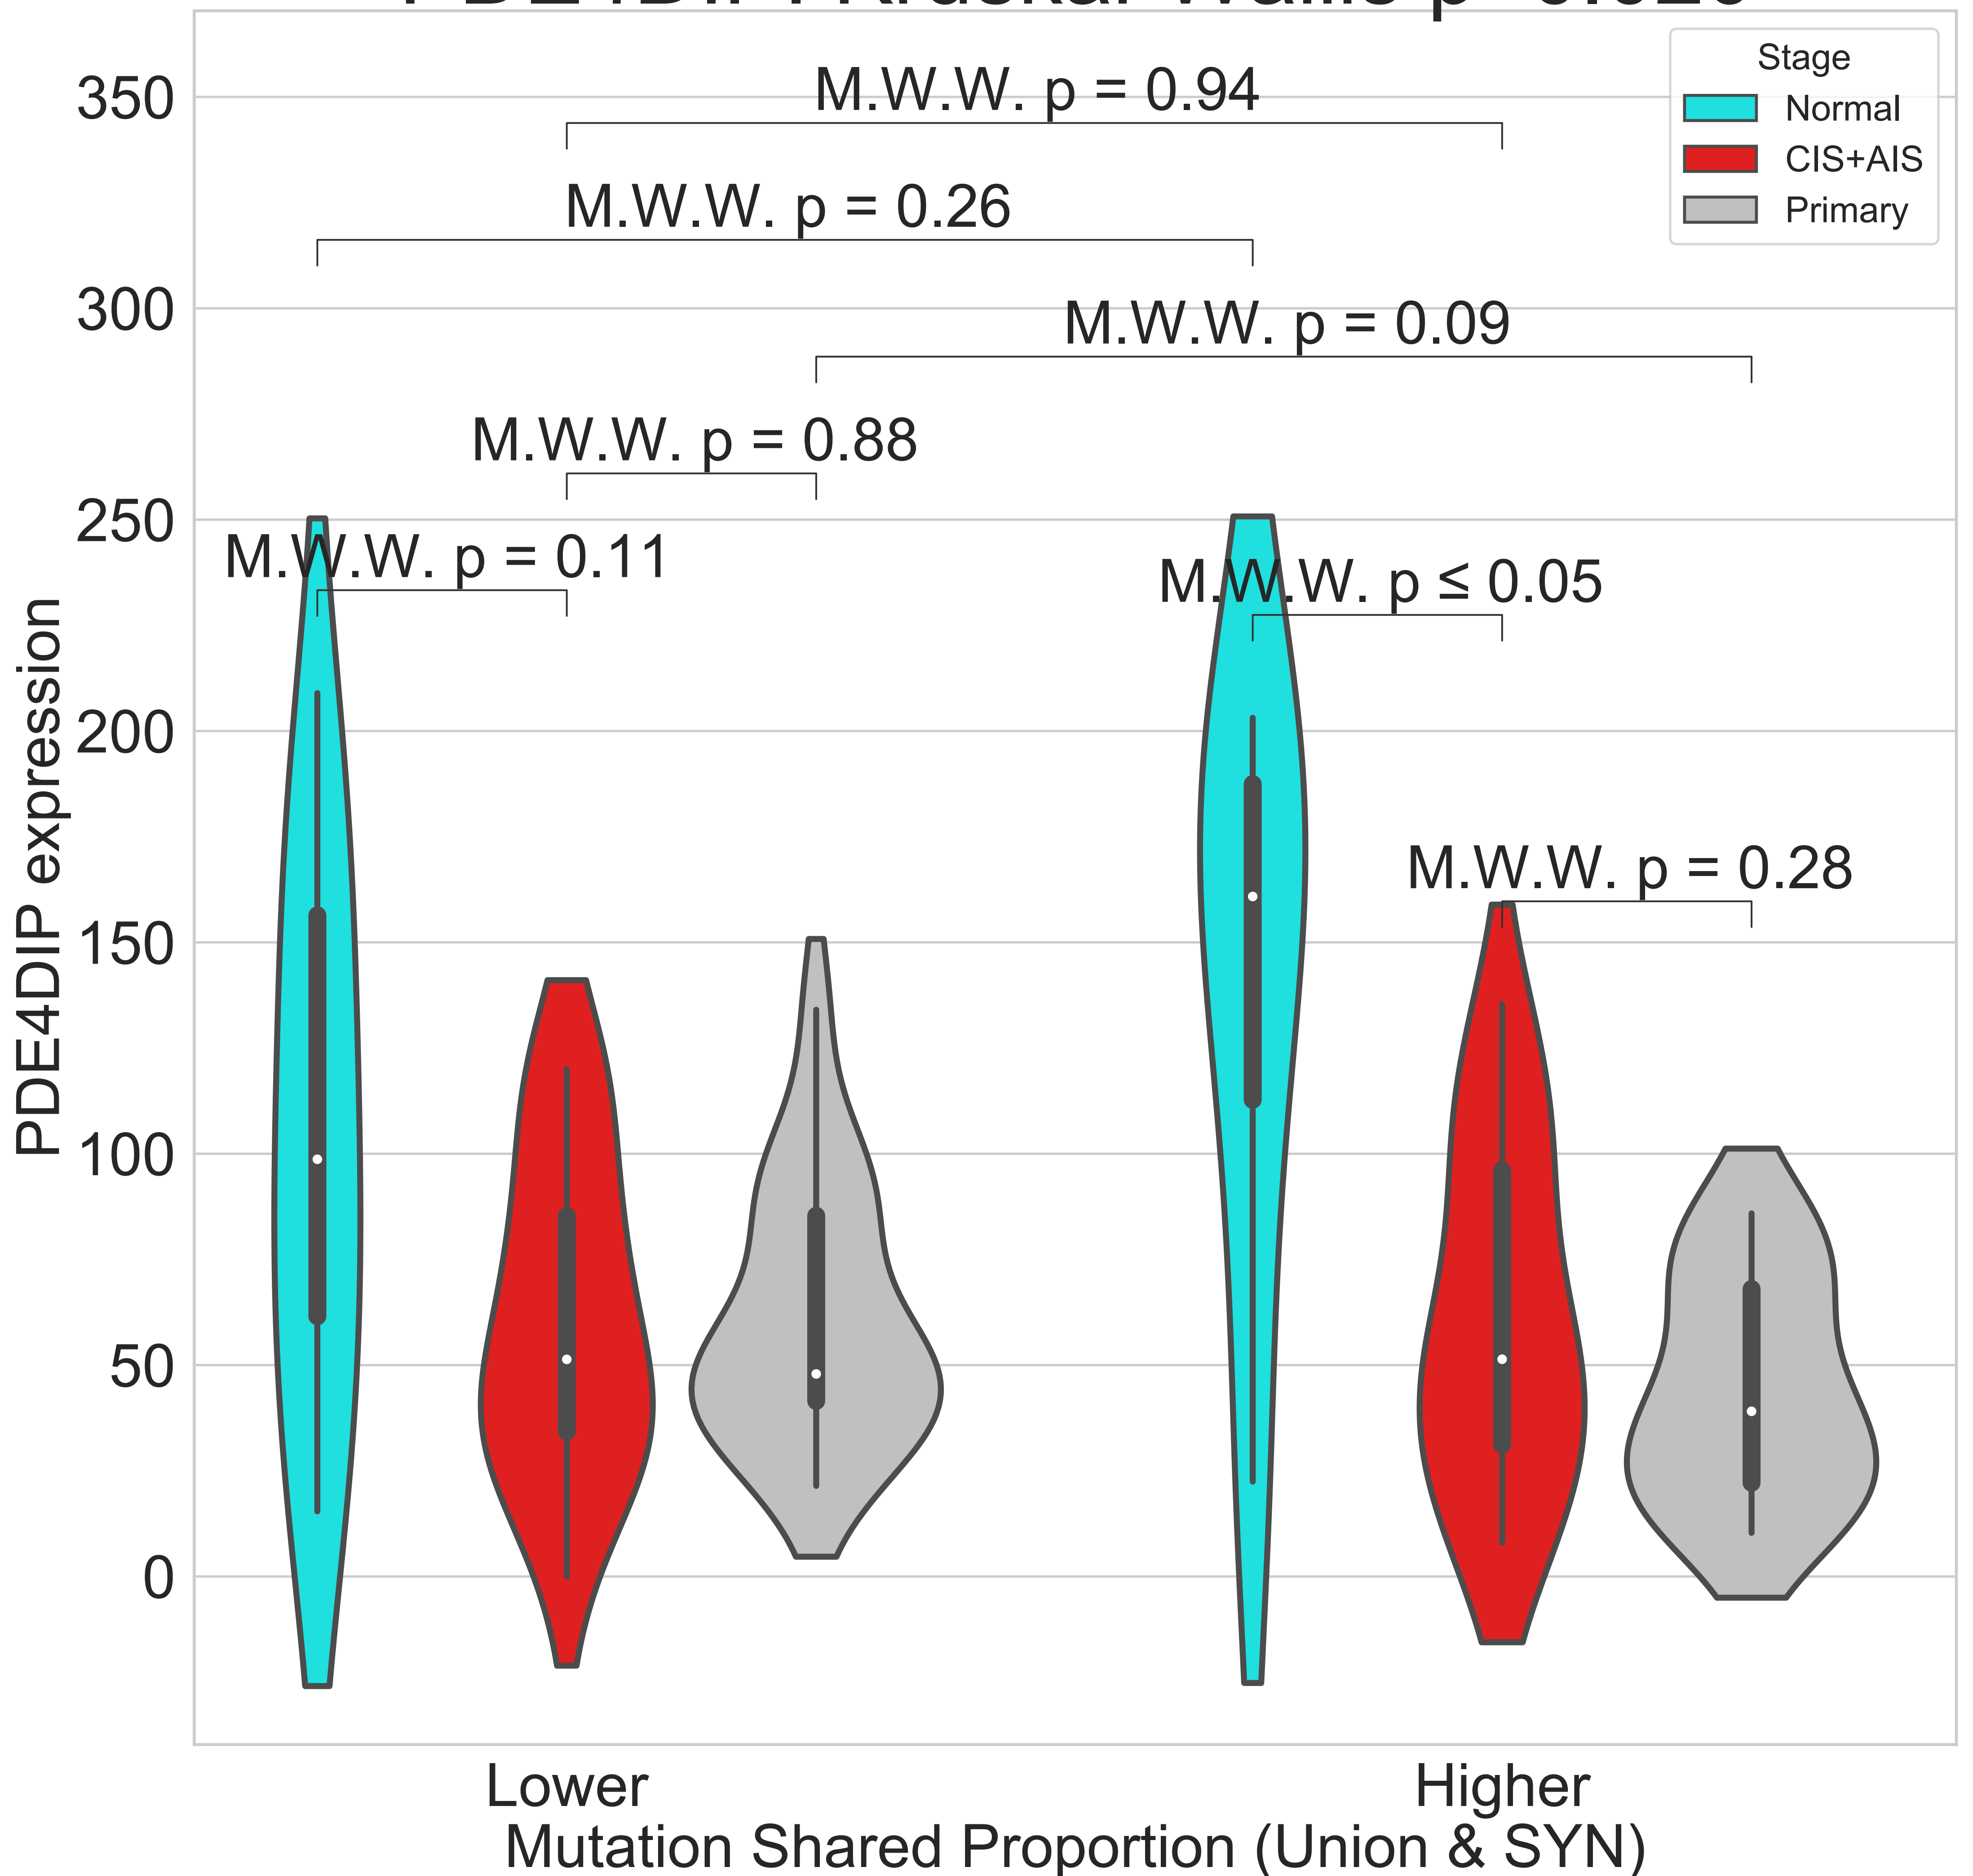 Stage
Normal
CIS+AIS
Primary
M.W.W. p = 0.94
M.W.W. p = 0.26
M.W.W. p = 0.09
M.W.W. p = 0.88
M.W.W. p = 0.11
M.W.W. p ≤ 0.05
M.W.W. p = 0.28
350
300
250
200
150
100
50
0
PDE4DIP expression
Lower
Higher
Mutation Shared Proportion (Union & SYN)